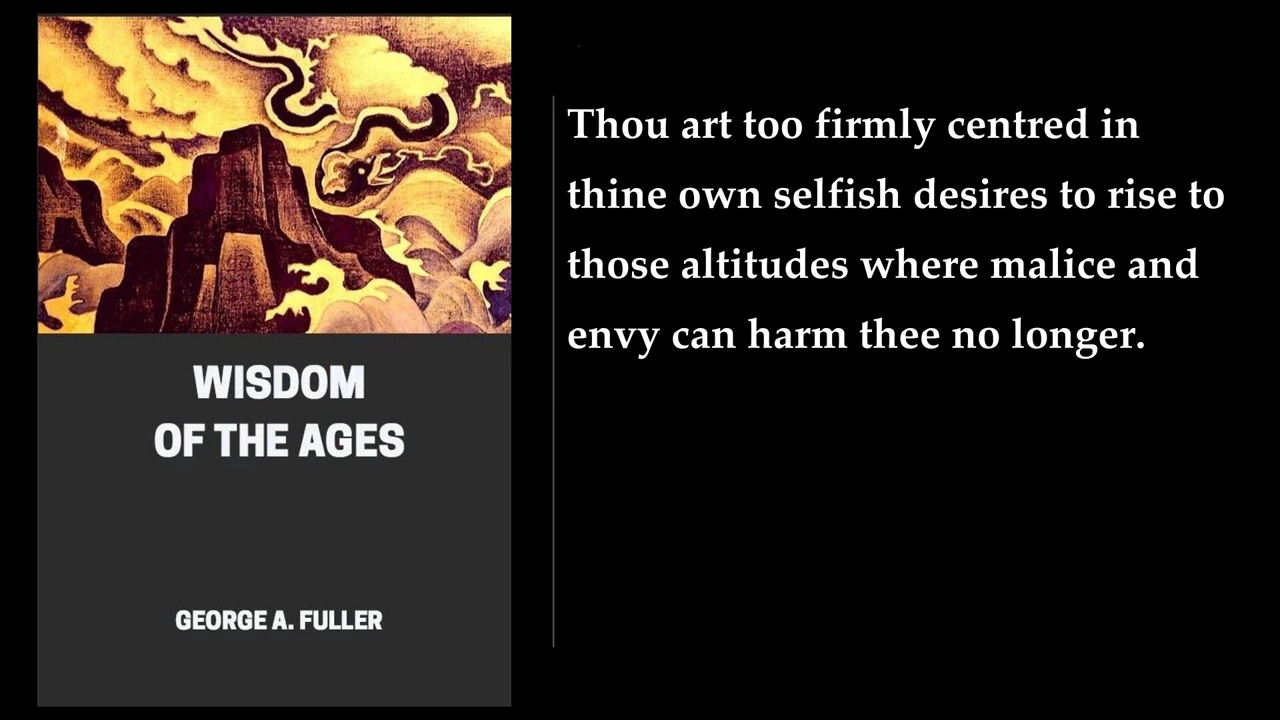 WISDOM
OF THE AGES
GEORGE A. FULLER
Thou art too firmly centred in
thine own selfish desires to rise to
those altitudes where malice and
envy can harm thee no longer.